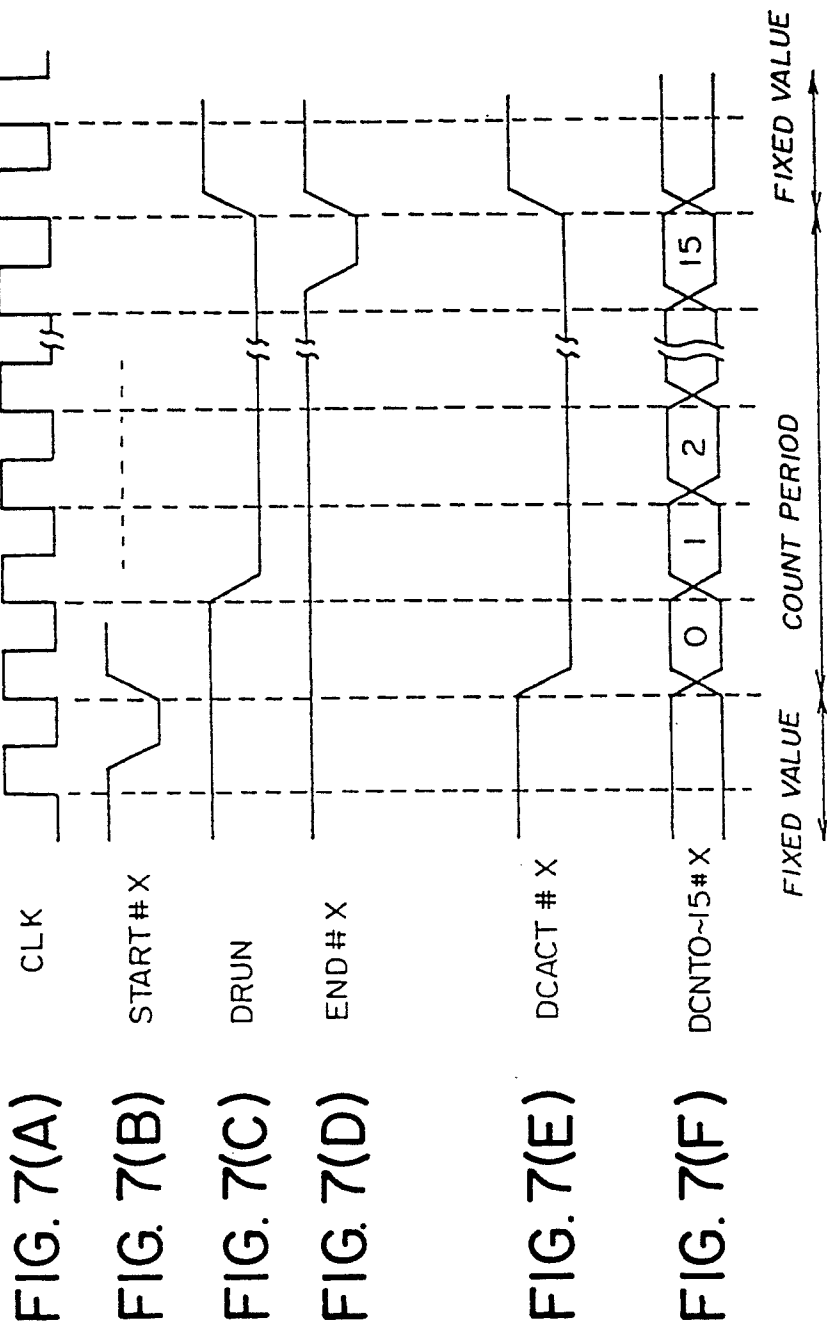 FIG. 7(A) CLK
FIG. 7(B) START#X
FIG. 7(C) DRUN
FIG. 7(D) END#X
FIG. 7(E) DCACT#X
FIG. 7(F) DCNTO~15#X
0 1 2 15
FIXED VALUE COUNT PERIOD FIXED VALUE